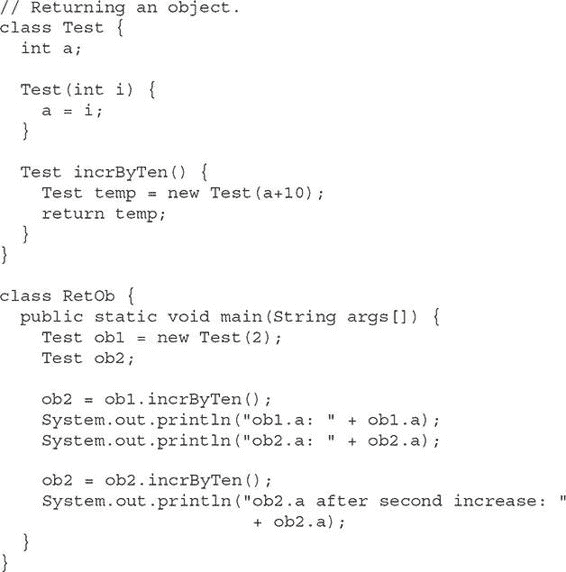 // Returning an object.
class Test {
  int a;

  Test(int i) {
    a = i;
  }

  Test incrByTen() {
    Test temp = new Test(a+10);
    return temp;
  }
}

class RetOb {
  public static void main(String args[]) {
    Test ob1 = new Test(2);
    Test ob2;

    ob2 = ob1.incrByTen();
    System.out.println("ob1.a: " + ob1.a);
    System.out.println("ob2.a: " + ob2.a);

    ob2 = ob2.incrByTen();
    System.out.println("ob2.a after second increase: "
                        + ob2.a);
  }
}